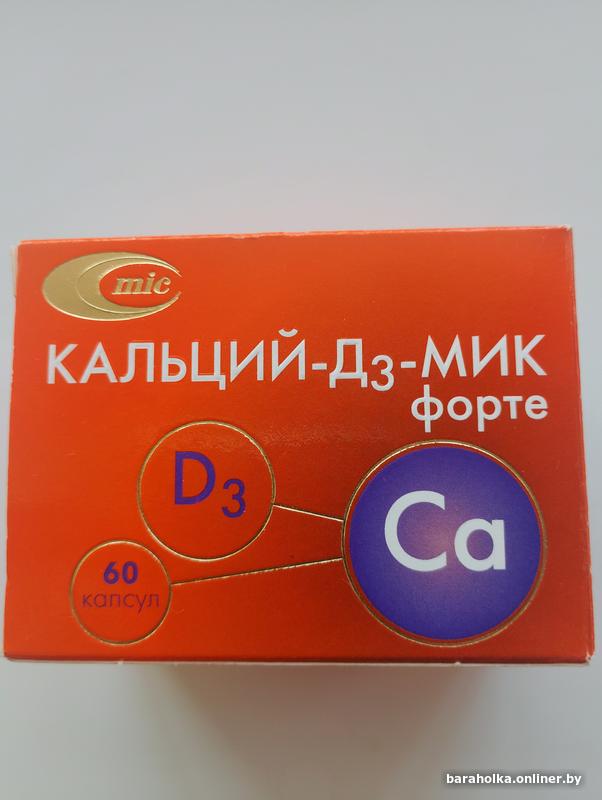 mic
КАЛЬЦИЙ-Д3-МИК
форте
D3
Ca
60
капсул
baraholka.onliner.by